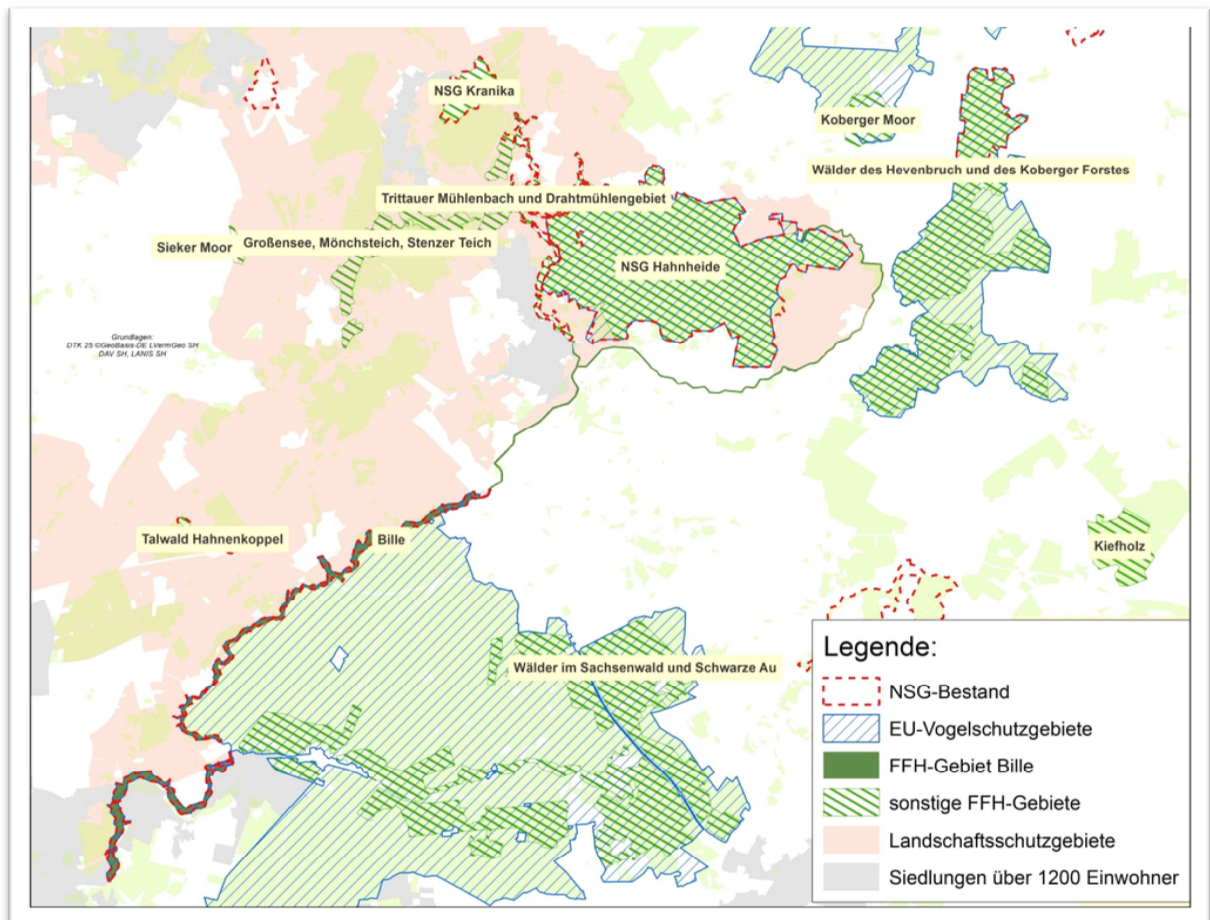 NSG Kranika
Koberger Moor
Wälder des Hevenbruch und des Koberger Forstes
Trittauer Mühlenbach und Drahtmühlengebiet
Sieker Moor
Großensee, Mönchsteich, Stenzer Teich
NSG Hahnheide
Grundlagen:
DTK 25 ©GeoBasis-DE LVermGeo SH
DAV SH, LANIS SH
Talwald Hahnenkoppel
Bille
Kiefholz
Wälder im Sachsenwald und Schwarze Au
Legende:
NSG-Bestand
EU-Vogelschutzgebiete
FFH-Gebiet Bille
sonstige FFH-Gebiete
Landschaftsschutzgebiete
Siedlungen über 1200 Einwohner